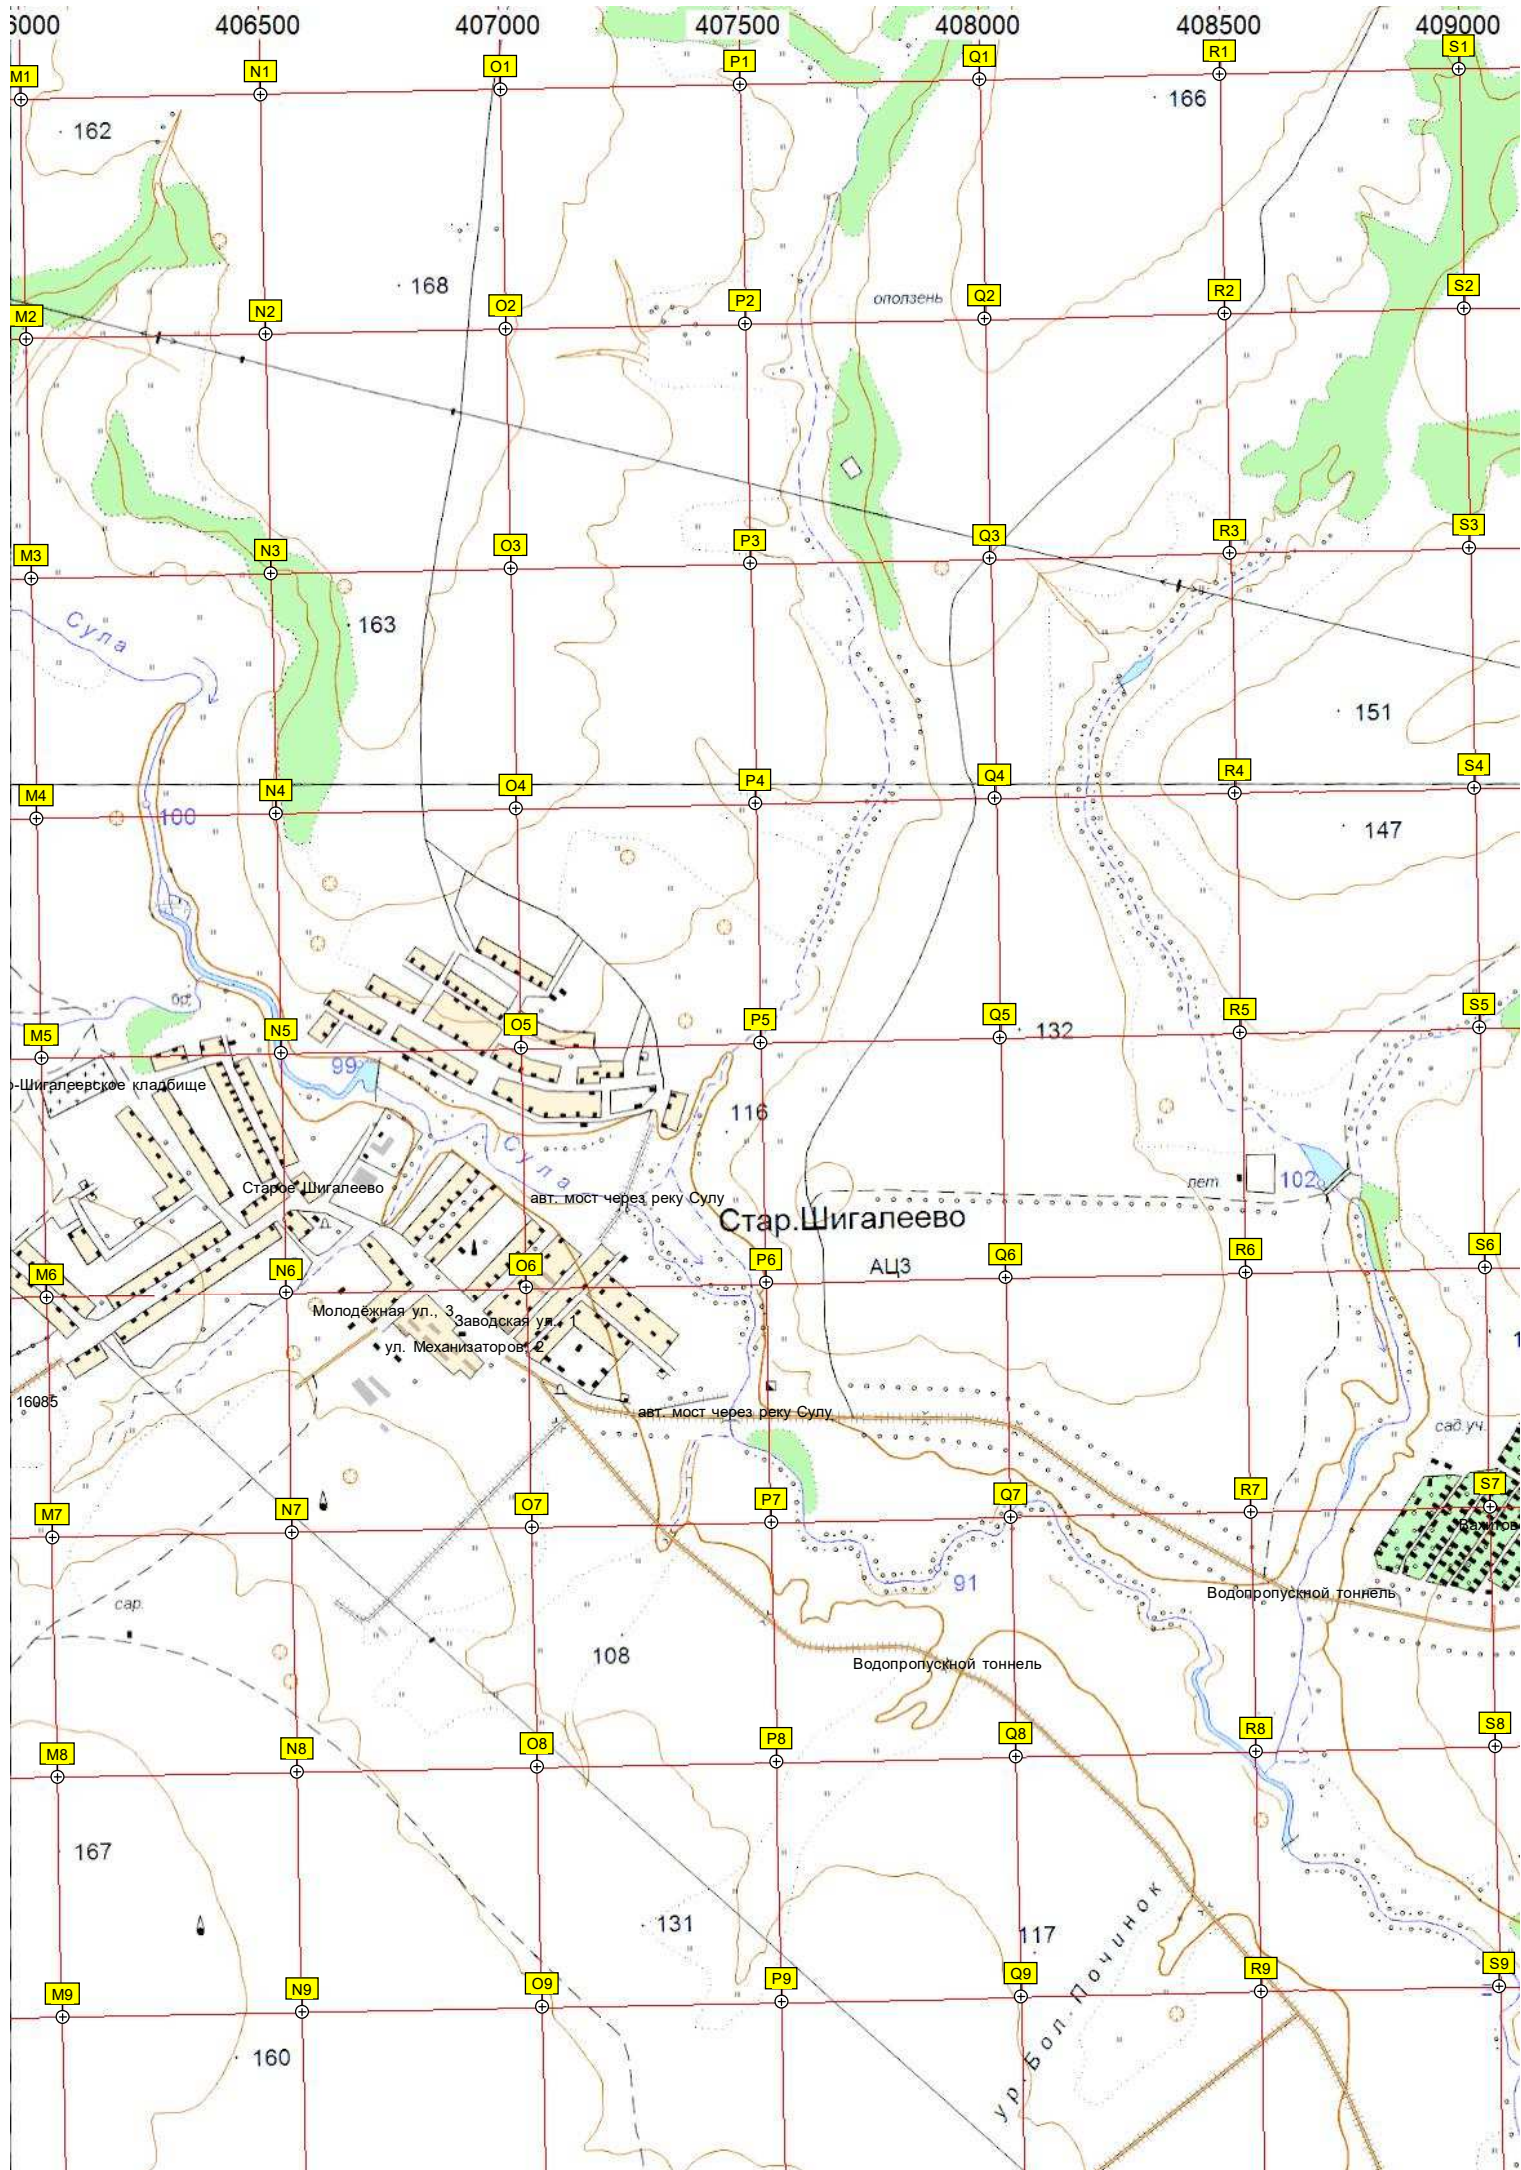 406500 407000 407500 408000 408500 409000
M1 N1 O1 P1 Q1 R1 S1
162
166
168
оползень
M2 N2 O2 P2 Q2 R2 S2
M3 N3 O3 P3 Q3 R3 S3
Сула
163
151
M4 N4 O4 P4 Q4 R4 S4
100
147
бр.
M5 N5 O5 P5 Q5 R5 S5
132
99
о-Шигалеевское кладбище
116
Сула
Старое Шигалеево
авт. мост через реку Сулу
лет.
102
Стар.Шигалеево
АЦЗ
M6 N6 O6 P6 Q6 R6 S6
Молодёжная ул., 3
Заводская ул., 1
ул. Механизаторов, 2
16085
авт. мост через реку Сулу
сад.уч.
M7 N7 O7 P7 Q7 R7 S7
91
Водопропускной тоннель
сар.
108
Водопропускной тоннель
M8 N8 O8 P8 Q8 R8 S8
167
131
117
ур. Бол. Починок
M9 N9 O9 P9 Q9 R9 S9
160